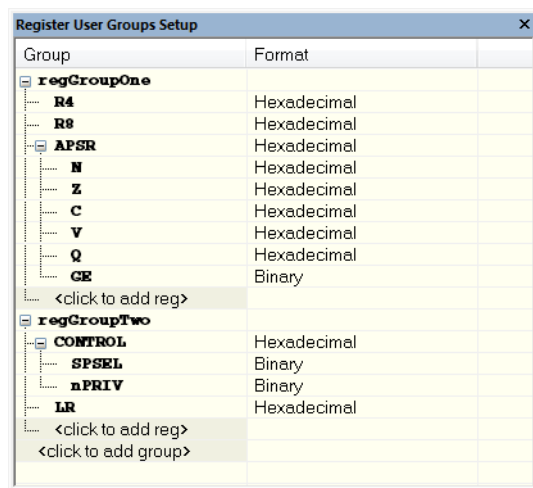 Register User Groups Setup ×
Group Format
regGroupOne
R4 Hexadecimal
R8 Hexadecimal
APSR Hexadecimal
N Hexadecimal
Z Hexadecimal
C Hexadecimal
V Hexadecimal
Q Hexadecimal
GE Binary
<click to add reg>
regGroupTwo
CONTROL Hexadecimal
SPSEL Binary
nPRIV Binary
LR Hexadecimal
<click to add reg>
<click to add group>